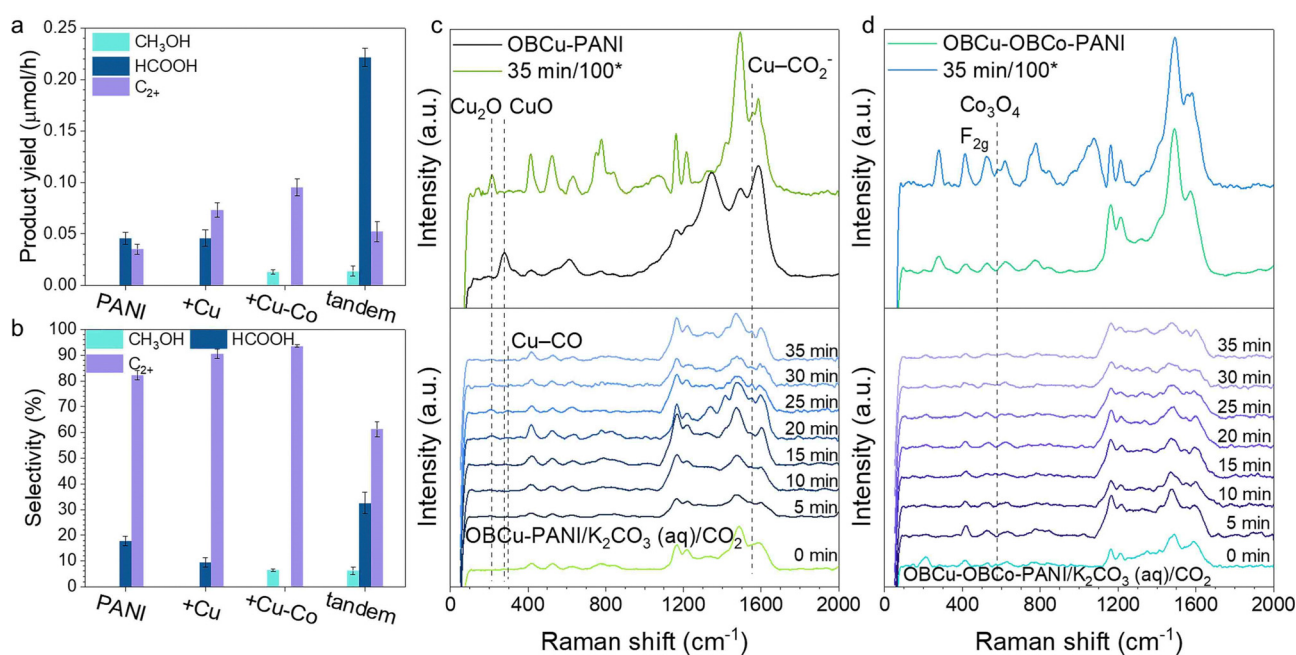 a
CH₃OH
HCOOH
C₂₊
Product yield (μmol/h)
0.25
0.20
0.15
0.10
0.05
0.00
PANI
+Cu
+Cu-Co
tandem
b
CH₃OH
HCOOH
C₂₊
Selectivity (%)
100
90
80
70
60
50
40
30
20
10
0
PANI
+Cu
+Cu-Co
tandem
c
OBCu-PANI
35 min/100*
Cu–CO₂⁻
Cu₂O
CuO
Intensity (a.u.)
Cu–CO
35 min
30 min
25 min
20 min
15 min
10 min
5 min
OBCu-PANI/K₂CO₃ (aq)/CO₂
0 min
Intensity (a.u.)
0 400 800 1200 1600 2000
Raman shift (cm⁻¹)
d
OBCu-OBCo-PANI
35 min/100*
Co₃O₄
F₂g
Intensity (a.u.)
35 min
30 min
25 min
20 min
15 min
10 min
5 min
0 min
OBCu-OBCo-PANI/K₂CO₃ (aq)/CO₂
Intensity (a.u.)
0 400 800 1200 1600 2000
Raman shift (cm⁻¹)